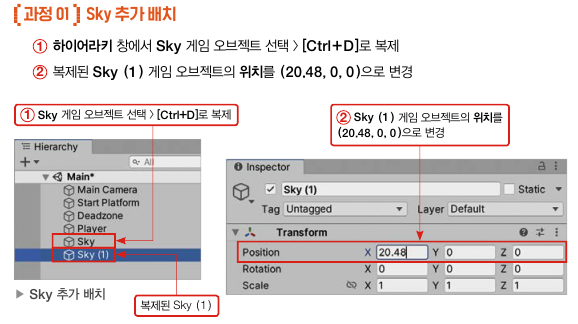 [과정 01] Sky 추가 배치
① 하이어라키 창에서 Sky 게임 오브젝트 선택 > [Ctrl+D]로 복제
② 복제된 Sky (1) 게임 오브젝트의 위치를 (20.48, 0, 0)으로 변경
① Sky 게임 오브젝트 선택 > [Ctrl+D]로 복제
Hierarchy
+ All
Main*
Main Camera
Start Platform
Deadzone
Player
Sky
Sky (1)
복제된 Sky (1)
▶ Sky 추가 배치
② Sky (1) 게임 오브젝트의 위치를
(20.48, 0, 0)으로 변경
Inspector
Sky (1) Static
Tag Untagged Layer Default
Transform
Position X 20.48 Y 0 Z 0
Rotation X 0 Y 0 Z 0
Scale X 1 Y 1 Z 1